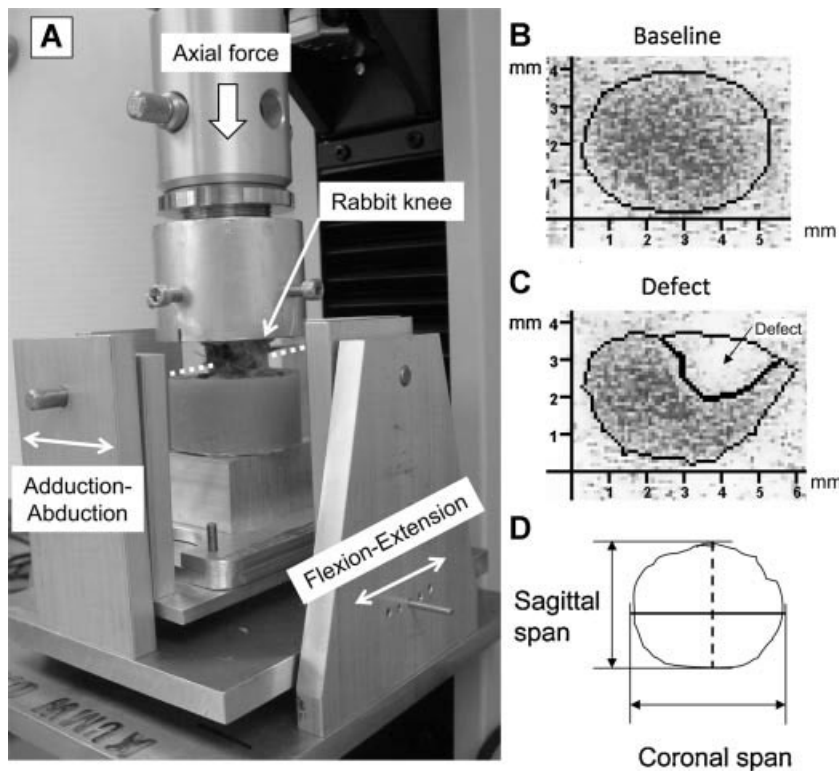 A
Axial force
Rabbit knee
Adduction-
Abduction
Flexion-Extension
B
Baseline
mm
4
3
2
1
1 2 3 4 5
mm
C
Defect
mm
4
3
2
1
Defect
1 2 3 4 5 6
mm
D
Sagittal
span
Coronal span